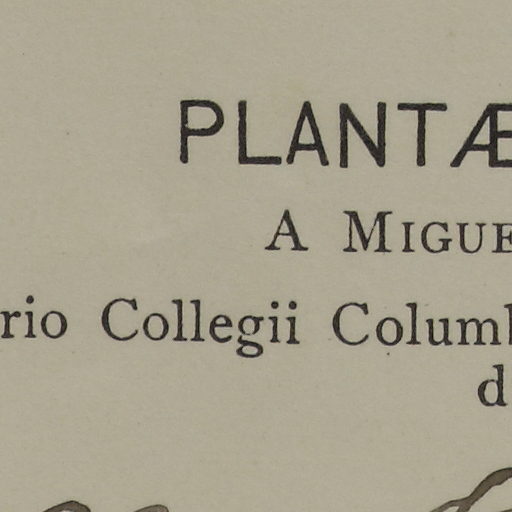 PLANTÆ
A MIGUE
rio Collegii Columb
d